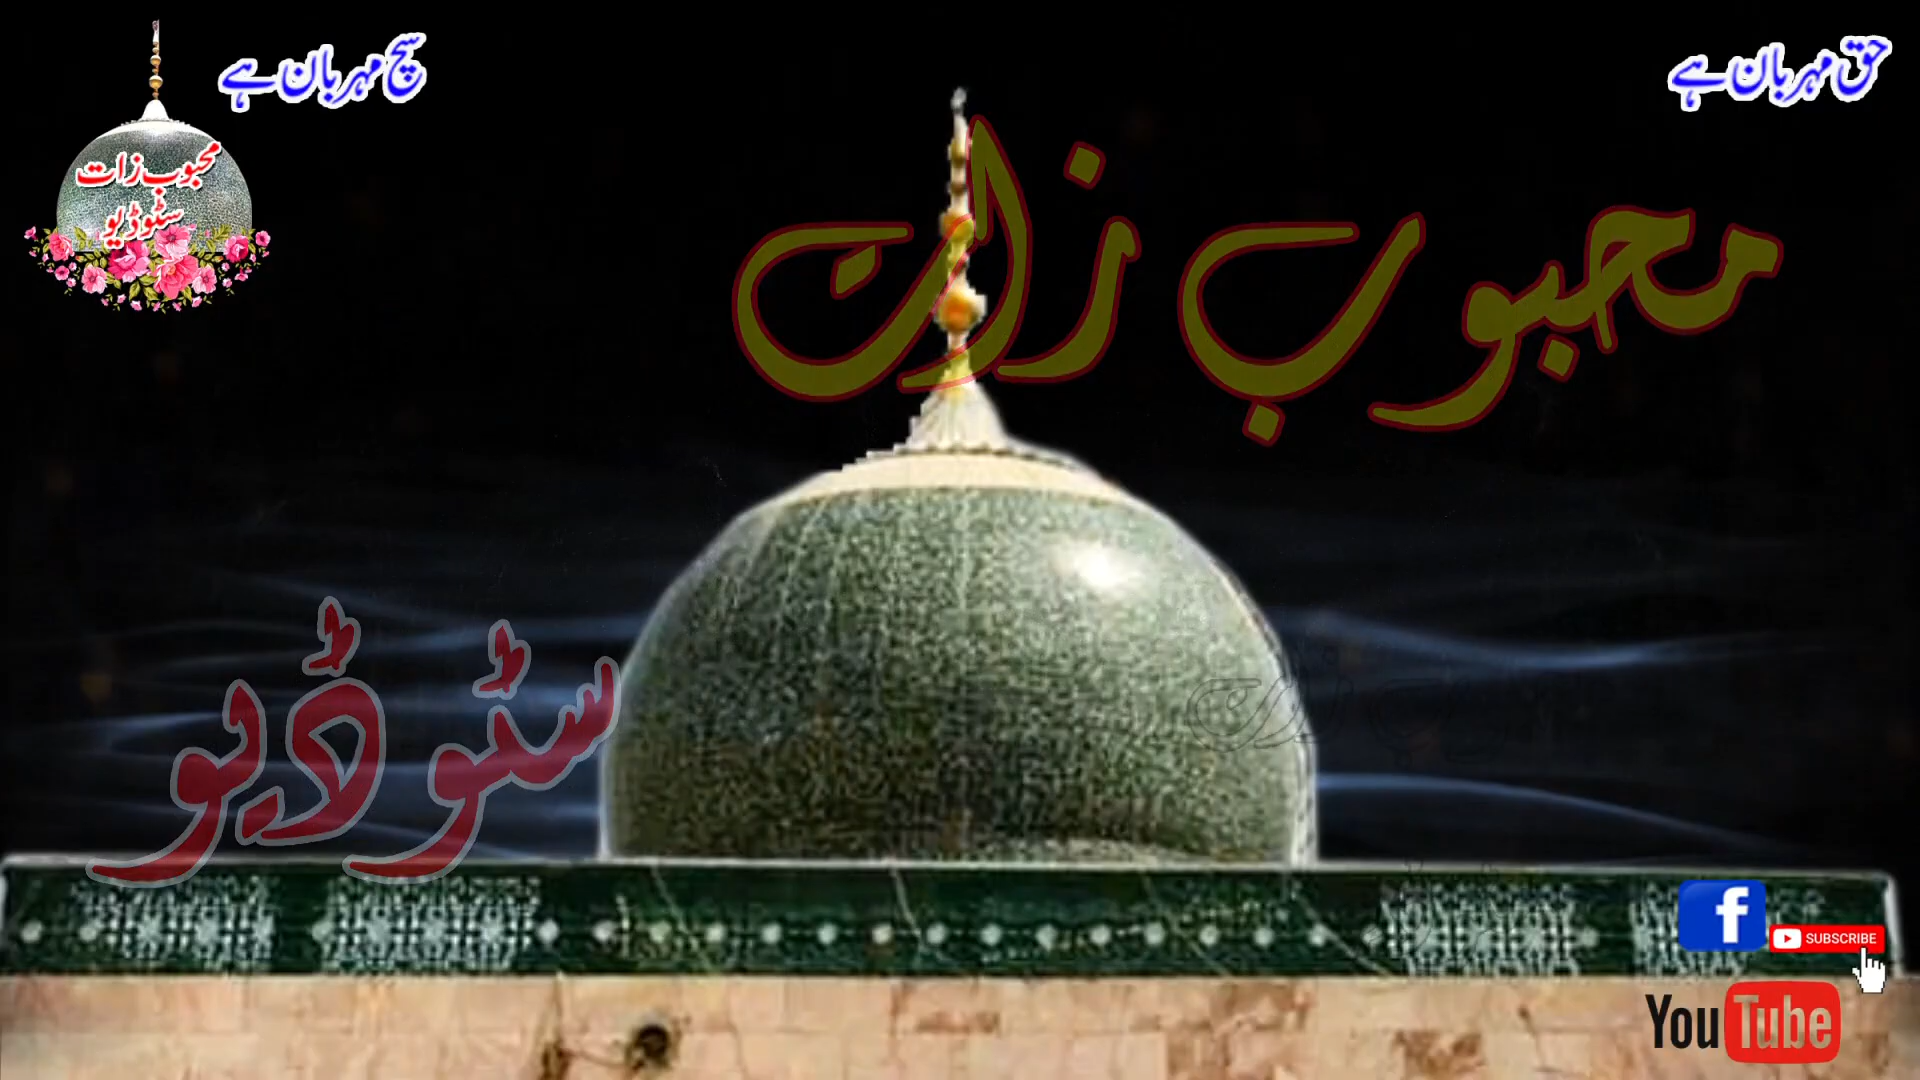 سچ مہربان ہے
حق مہربان ہے
محبوب زات
سٹوڈیو
محبوب زات
سٹوڈیو
f
SUBSCRIBE
YouTube